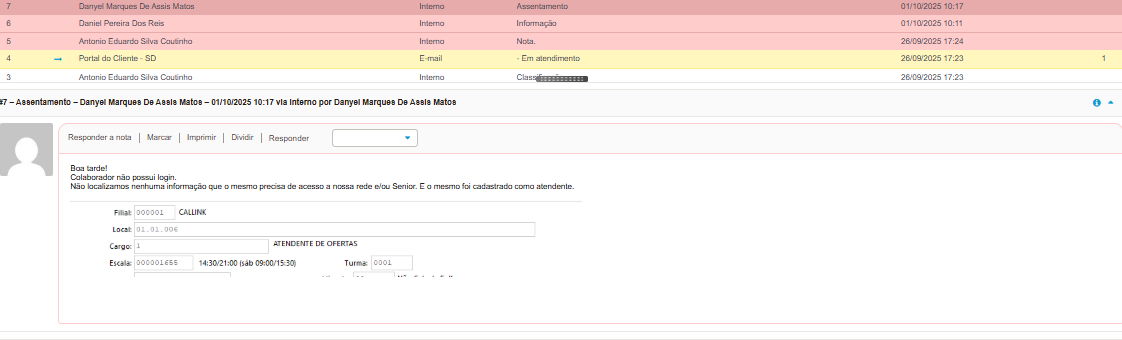 7 Danyel Marques De Assis Matos Interno Assentamento 01/10/2025 10:17
6 Daniel Pereira Dos Reis Interno Informação 01/10/2025 10:11
5 Antonio Eduardo Silva Coutinho Interno Nota. 26/09/2025 17:24
4 → Portal do Cliente - SD E-mail - Em atendimento 26/09/2025 17:23 1
3 Antonio Eduardo Silva Coutinho Interno 26/09/2025 17:23
#7 – Assentamento – Danyel Marques De Assis Matos – 01/10/2025 10:17 via Interno por Danyel Marques De Assis Matos
Responder a nota | Marcar | Imprimir | Dividir | Responder
Boa tarde!
Colaborador não possui login.
Não localizamos nenhuma informação que o mesmo precisa de acesso a nossa rede e/ou Senior. E o mesmo foi cadastrado como atendente.
Filial: 000001 CALLINK
Local: 01.01.006
Cargo: 1 ATENDENTE DE OFERTAS
Escala: 000001655 14:30/21:00 (sáb 09:00/15:30) Turma: 0001